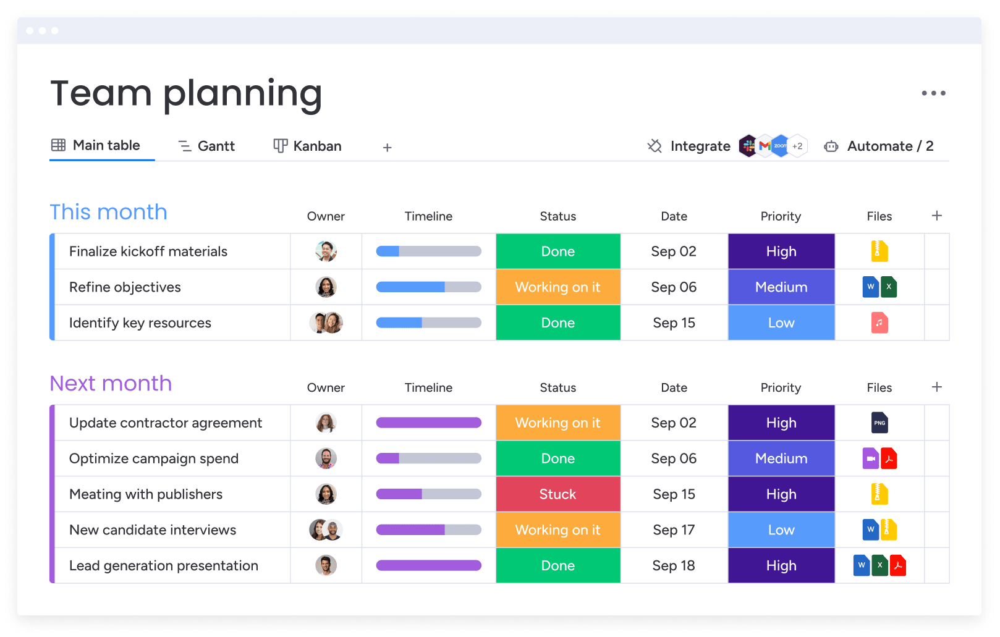 Team planning
Main table Gantt Kanban + Integrate zoom +2 Automate / 2
This month Owner Timeline Status Date Priority Files +
Finalize kickoff materials Done Sep 02 High
Refine objectives Working on it Sep 06 Medium W X
Identify key resources Done Sep 15 Low
Next month Owner Timeline Status Date Priority Files +
Update contractor agreement Working on it Sep 02 High PNG
Optimize campaign spend Done Sep 06 Medium
Meating with publishers Stuck Sep 15 High
New candidate interviews Working on it Sep 17 Low W
Lead generation presentation Done Sep 18 High W X